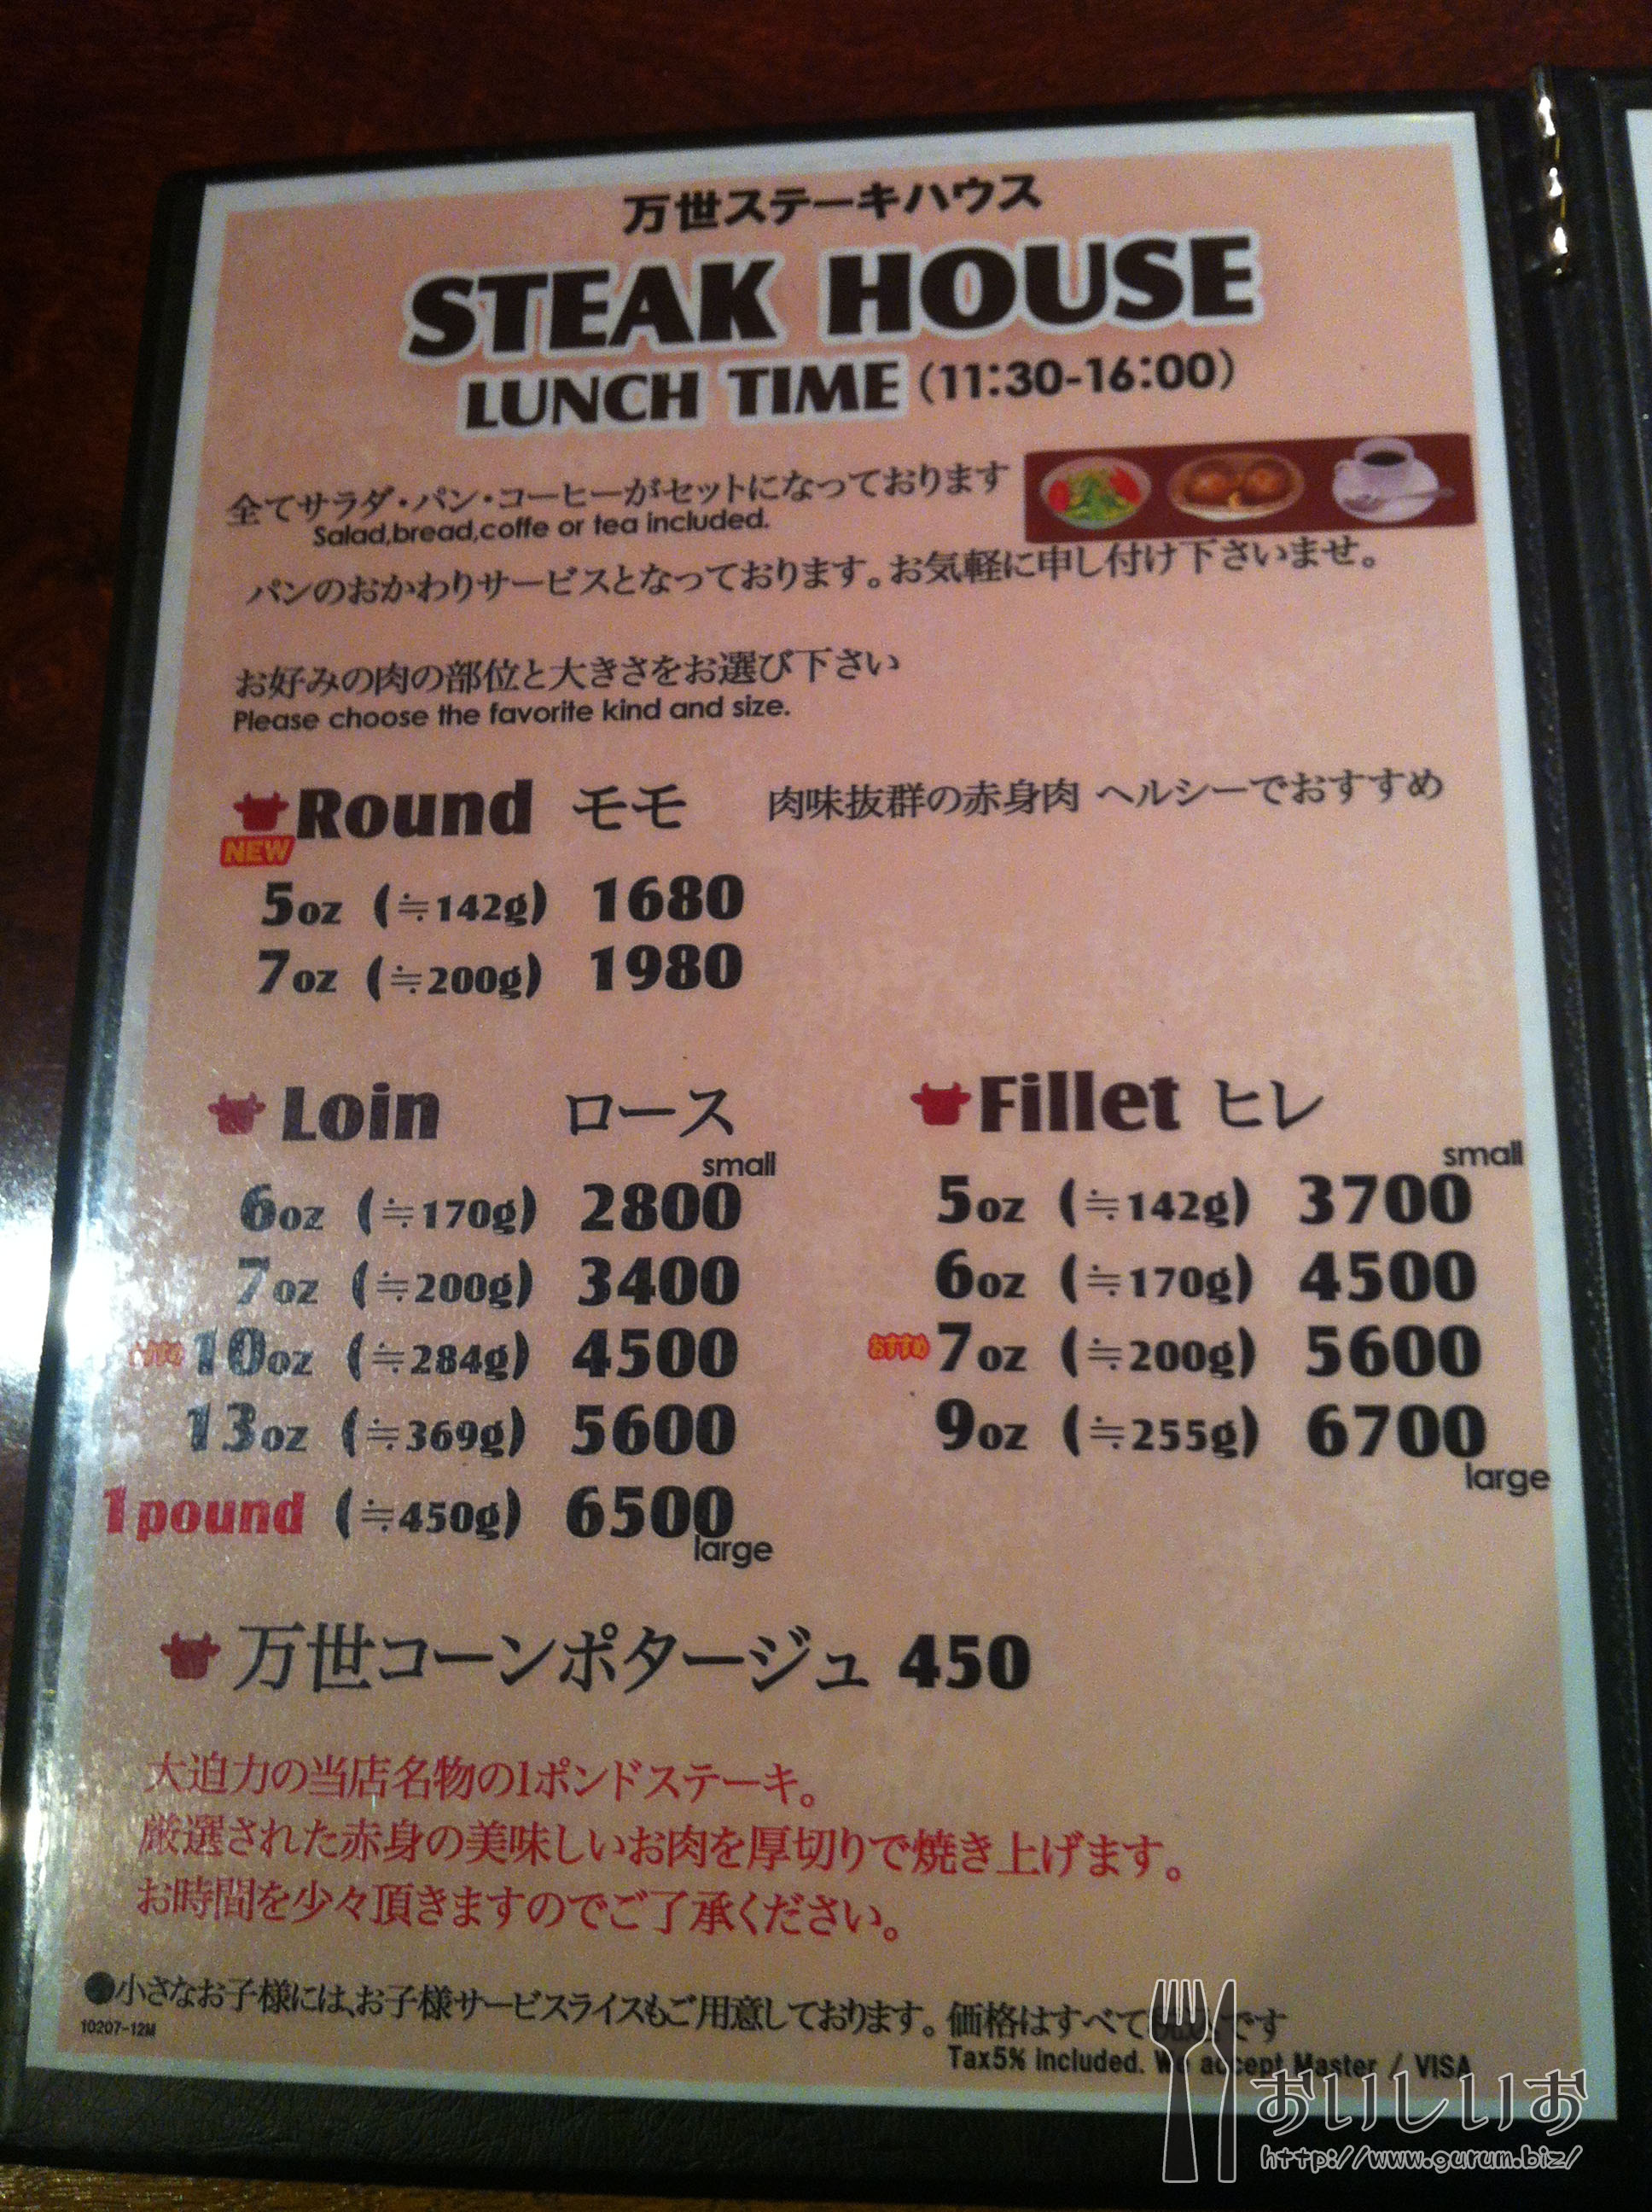 万世ステーキハウス
STEAK HOUSE
LUNCH TIME (11:30-16:00)
全てサラダ・パン・コーヒーがセットになっております
Salad,bread,coffe or tea included.
パンのおかわりサービスとなっております。お気軽に申し付け下さいませ。
お好みの肉の部位と大きさをお選び下さい
Please choose the favorite kind and size.
Round モモ 肉味抜群の赤身肉 ヘルシーでおすすめ
NEW
5oz (≒142g) 1680
7oz (≒200g) 1980
Loin ロース
small
6oz (≒170g) 2800
7oz (≒200g) 3400
10oz (≒284g) 4500
13oz (≒369g) 5600
1pound (≒450g) 6500
large
Fillet ヒレ
small
5oz (≒142g) 3700
6oz (≒170g) 4500
おすすめ 7oz (≒200g) 5600
9oz (≒255g) 6700
large
万世コーンポタージュ 450
大迫力の当店名物の1ポンドステーキ。
厳選された赤身の美味しいお肉を厚切りで焼き上げます。
お時間を少々頂きますのでご了承ください。
●小さなお子様には、お子様サービスライスもご用意しております。価格はすべて です
10207-12M
Tax5% included. We accept Master / VISA
おいしいお
http://www.gurum.biz/